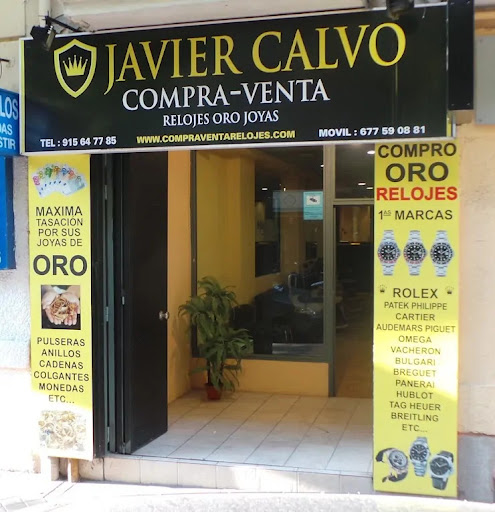 JAVIER CALVO
COMPRA-VENTA
RELOJES ORO JOYAS
TEL : 915 64 77 85
WWW.COMPRAVENTARELOJES.COM
MOVIL : 677 59 08 81
MAXIMA
TASACIÓN
POR SUS
JOYAS DE
ORO
PULSERAS
ANILLOS
CADENAS
COLGANTES
MONEDAS
ETC...
COMPRO
ORO
RELOJES
1AS MARCAS
ROLEX
PATEK PHILIPPE
CARTIER
AUDEMARS PIGUET
OMEGA
VACHERON
BULGARI
BREGUET
PANERAI
HUBLOT
TAG HEUER
BREITLING
ETC...